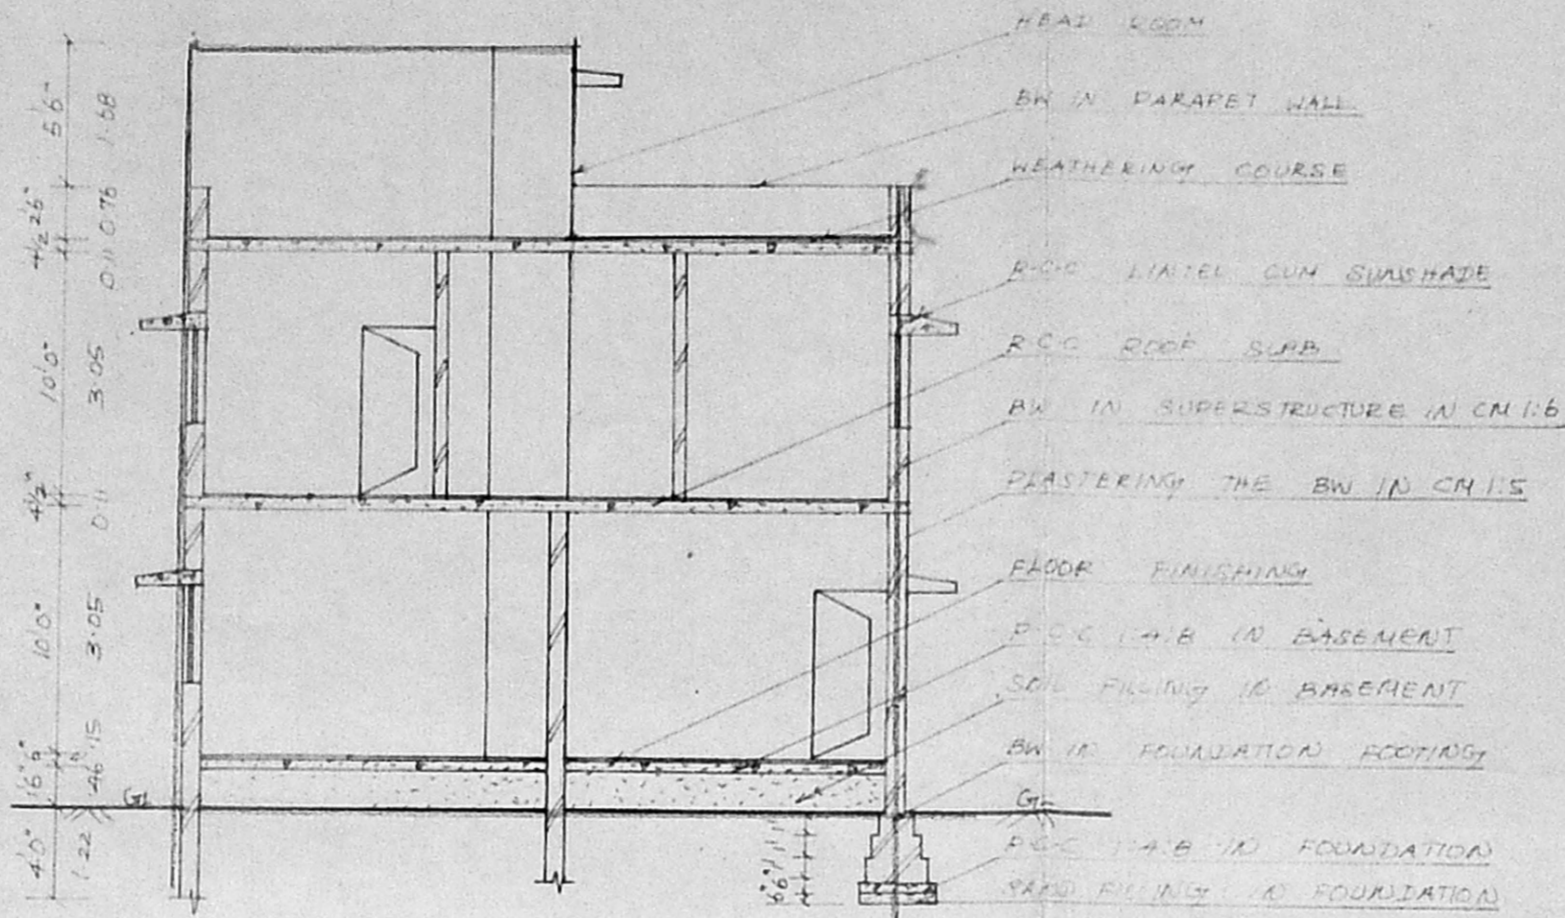 HEAD ROOM
BW IN PARAPET WALL
WEATHERING COURSE
R.C.C LINTEL CUM SUNSHADE
R.C.C ROOF SLAB
BW IN SUPERSTRUCTURE IN CM 1:6
PLASTERING THE BW IN CM 1:5
FLOOR FINISHING
P.C.C 1:4:8 IN BASEMENT
SOIL FILLING IN BASEMENT
BW IN FOUNDATION FOOTING
GL
GL
P.C.C 1:4:8 IN FOUNDATION
SAND FILLING IN FOUNDATION
5'6"
1.68
2'6"
0.76
4½"
0.11
10'0"
3.05
4½"
0.11
10'0"
3.05
6"
.15
1'6"
.46
4'0"
1.22